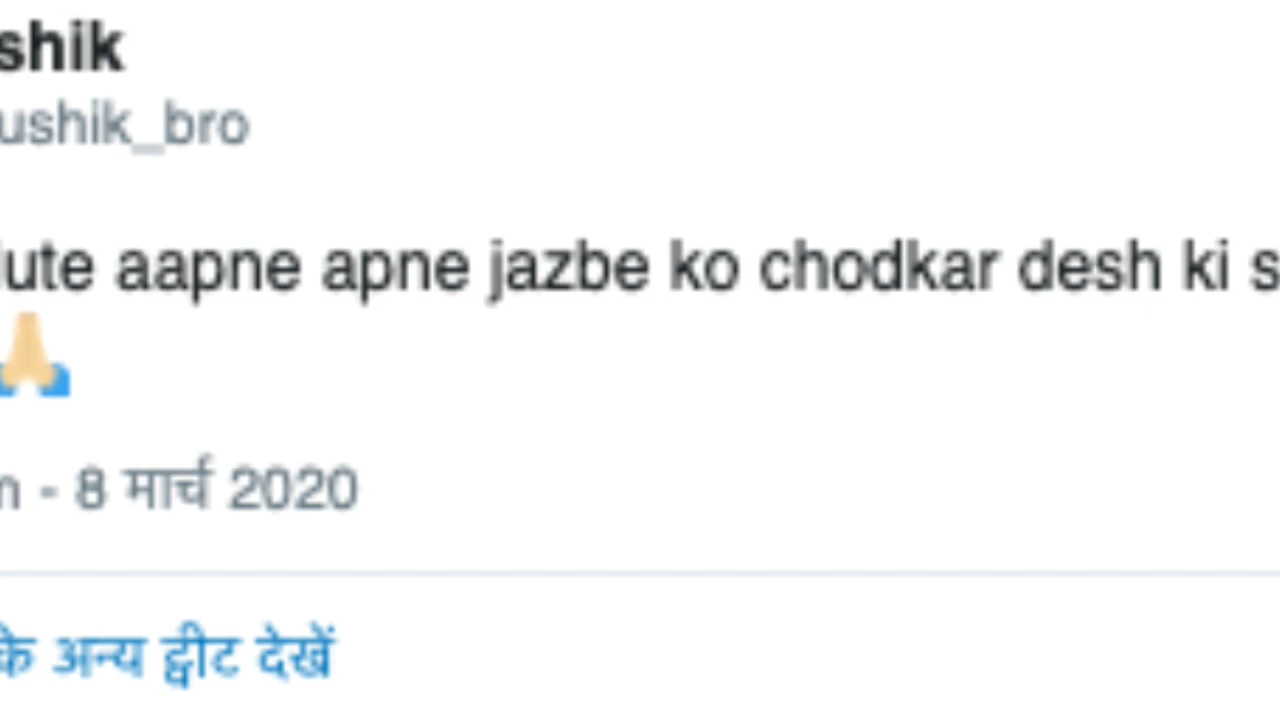 shik
ushik_bro
lute aapne apne jazbe ko chodkar desh ki s
🙏🏼
m - 8 मार्च 2020
के अन्य ट्वीट देखें